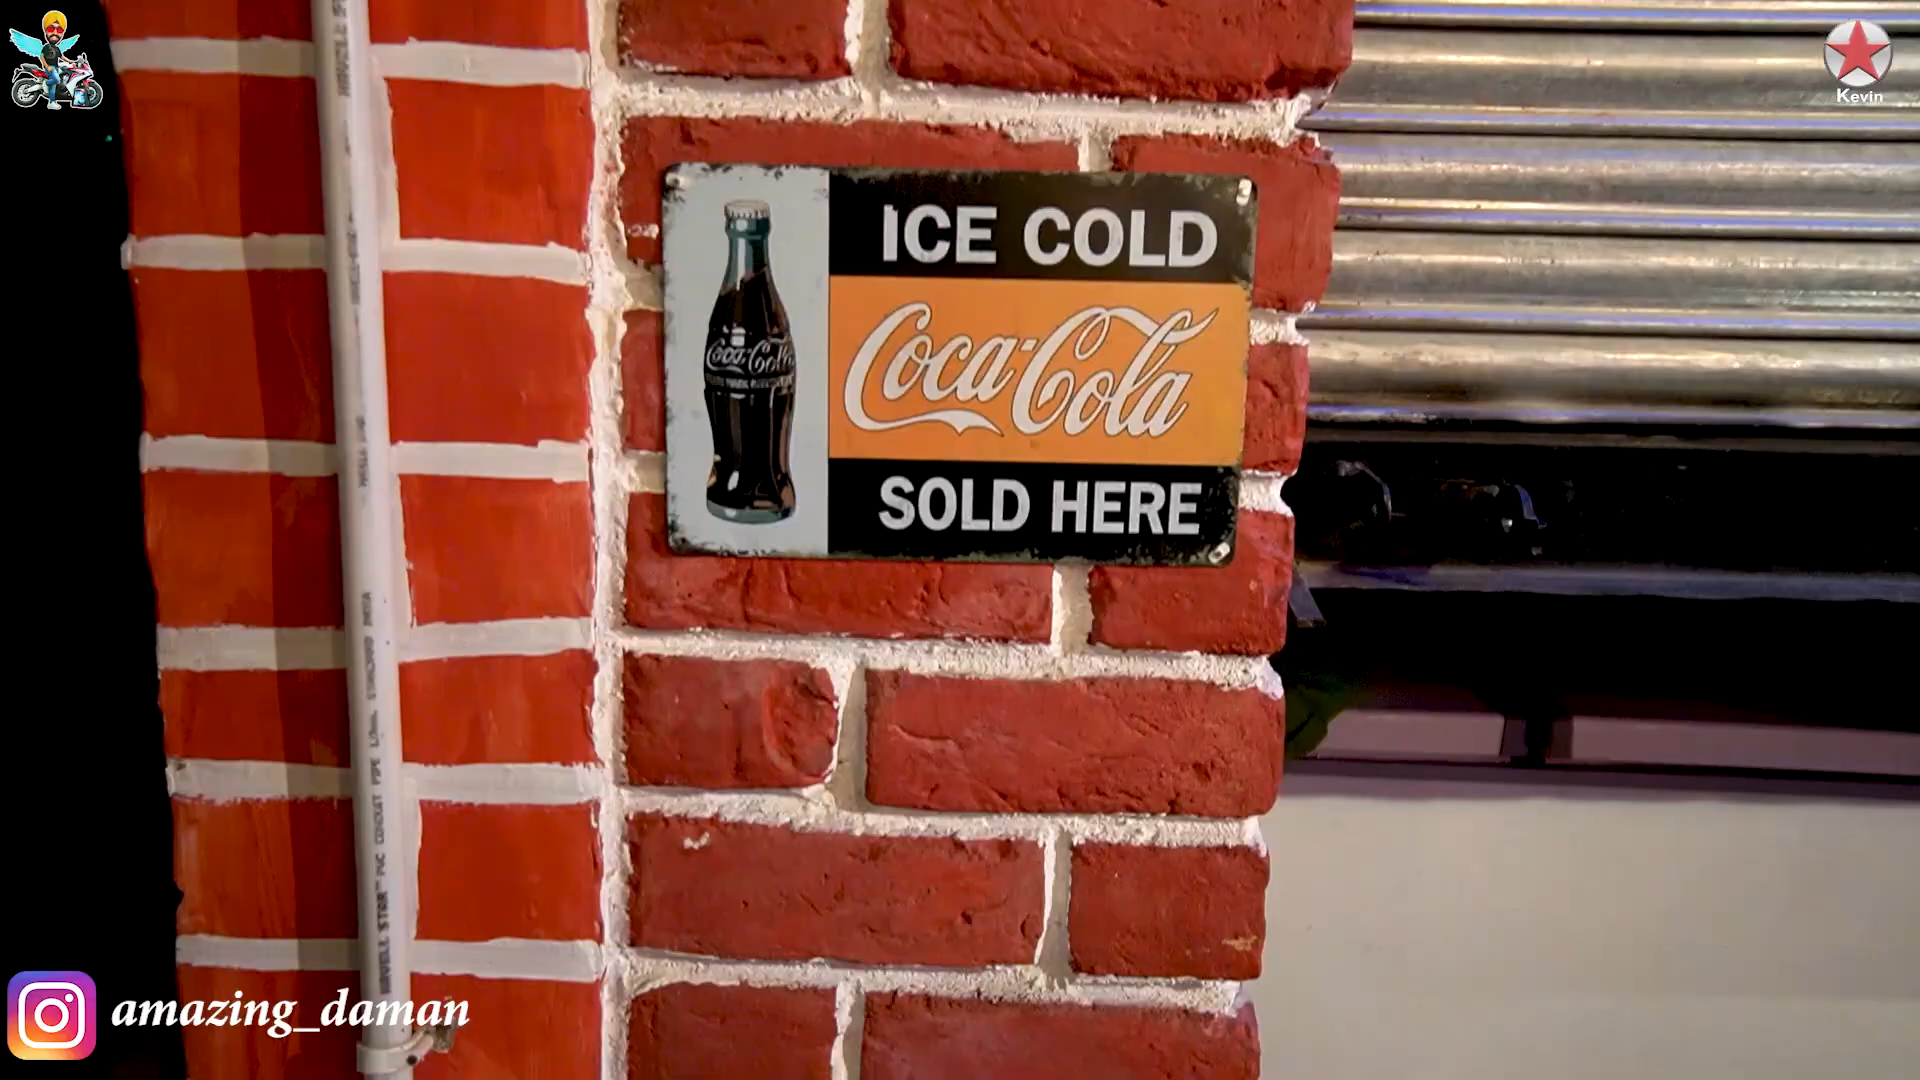 Kevin
ICE COLD
Coca-Cola
Coca-Cola
SOLD HERE
amazing_daman